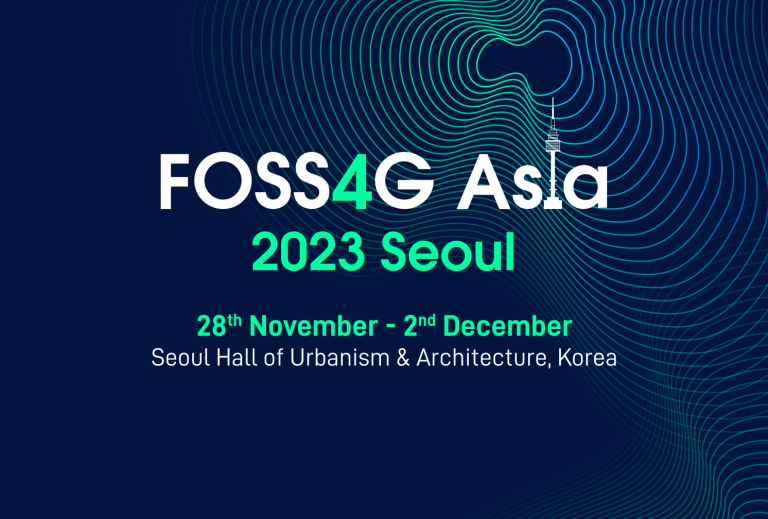 FOSS4G Asia
2023 Seoul
28th November - 2nd December
Seoul Hall of Urbanism & Architecture, Korea